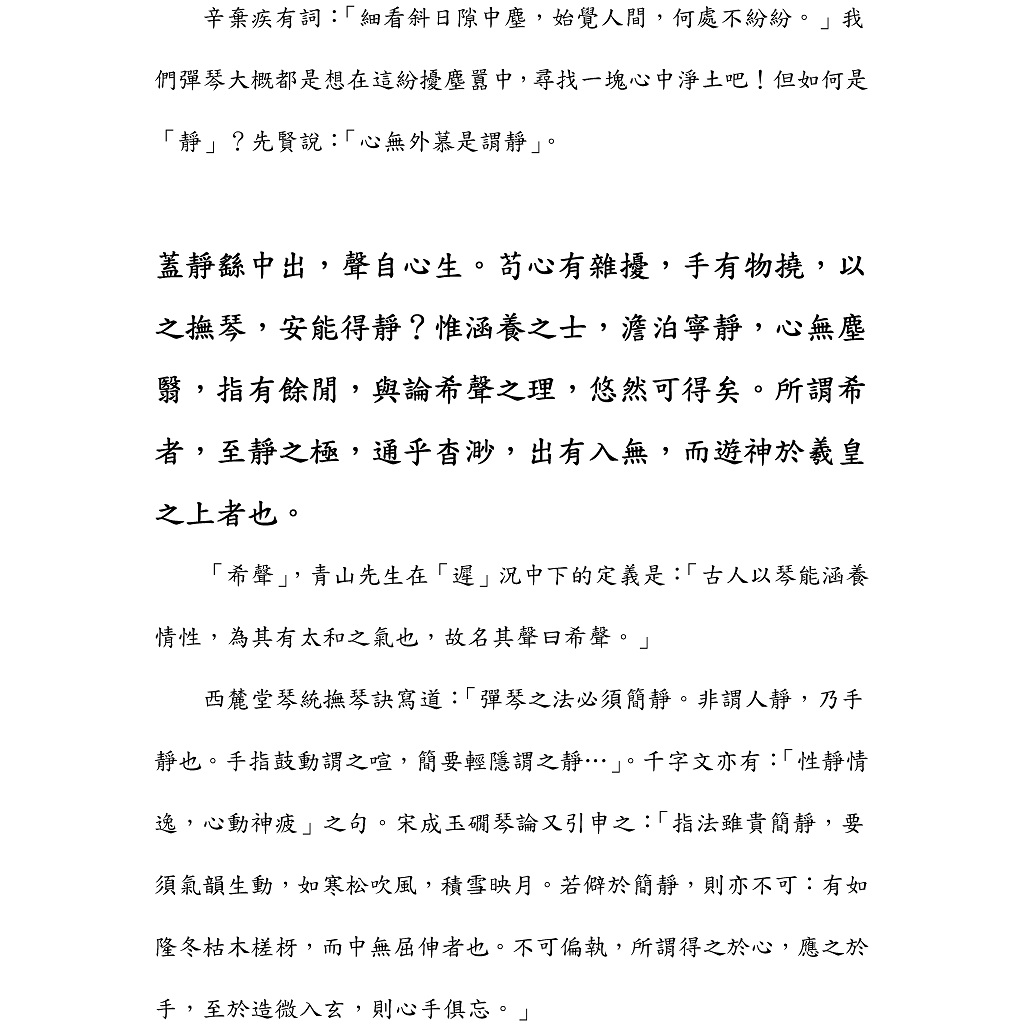 辛棄疾有詞：「細看斜日隙中塵，始覺人間，何處不紛紛。」我
們彈琴大概都是想在這紛擾塵囂中，尋找一塊心中淨土吧！但如何是
「靜」？先賢說：「心無外慕是謂靜」。
蓋靜繇中出，聲自心生。苟心有雜擾，手有物撓，以
之撫琴，安能得靜？惟涵養之士，澹泊寧靜，心無塵
翳，指有餘閒，與論希聲之理，悠然可得矣。所謂希
者，至靜之極，通乎杳渺，出有入無，而遊神於羲皇
之上者也。
「希聲」，青山先生在「遲」況中下的定義是：「古人以琴能涵養
情性，為其有太和之氣也，故名其聲曰希聲。」
西麓堂琴統撫琴訣寫道：「彈琴之法必須簡靜。非謂人靜，乃手
靜也。手指鼓動謂之喧，簡要輕隱謂之靜…」。千字文亦有：「性靜情
逸，心動神疲」之句。宋成玉磵琴論又引申之：「指法雖貴簡靜，要
須氣韻生動，如寒松吹風，積雪映月。若僻於簡靜，則亦不可：有如
隆冬枯木槎枒，而中無屈伸者也。不可偏執，所謂得之於心，應之於
手，至於造微入玄，則心手俱忘。」